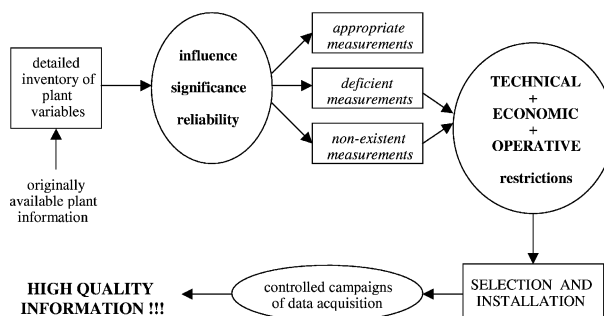 detailed
inventory of
plant
variables
originally
available plant
information
influence
significance
reliability
appropriate
measurements
deficient
measurements
non-existent
measurements
TECHNICAL
+
ECONOMIC
+
OPERATIVE
restrictions
SELECTION AND
INSTALLATION
controlled campaigns
of data acquisition
HIGH QUALITY
INFORMATION !!!